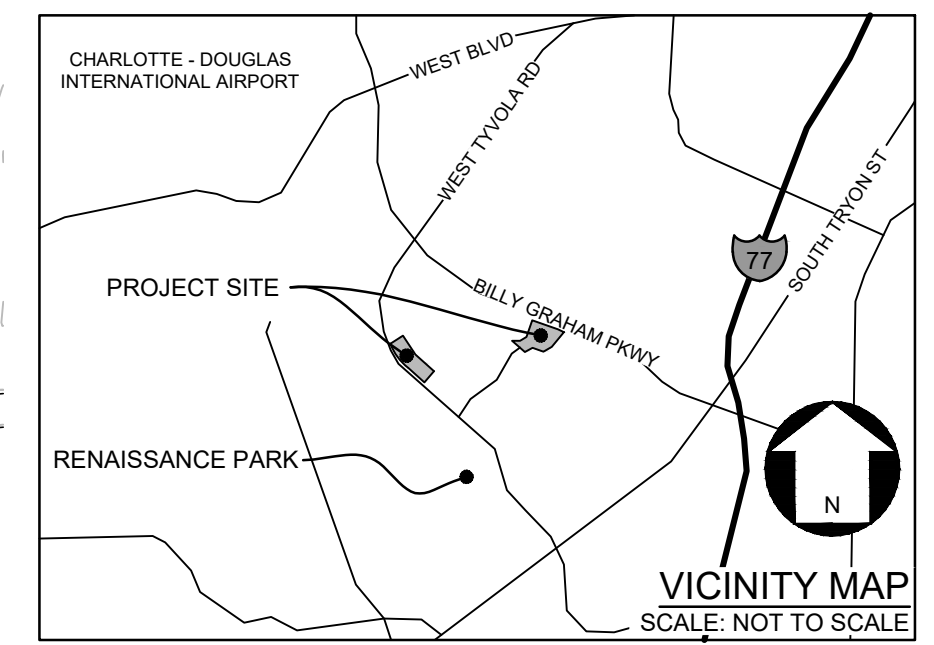 CHARLOTTE - DOUGLAS
INTERNATIONAL AIRPORT
WEST BLVD
WEST TYVOLA RD
SOUTH TRYON ST
77
PROJECT SITE
BILLY GRAHAM PKWY
RENAISSANCE PARK
N
VICINITY MAP
SCALE: NOT TO SCALE